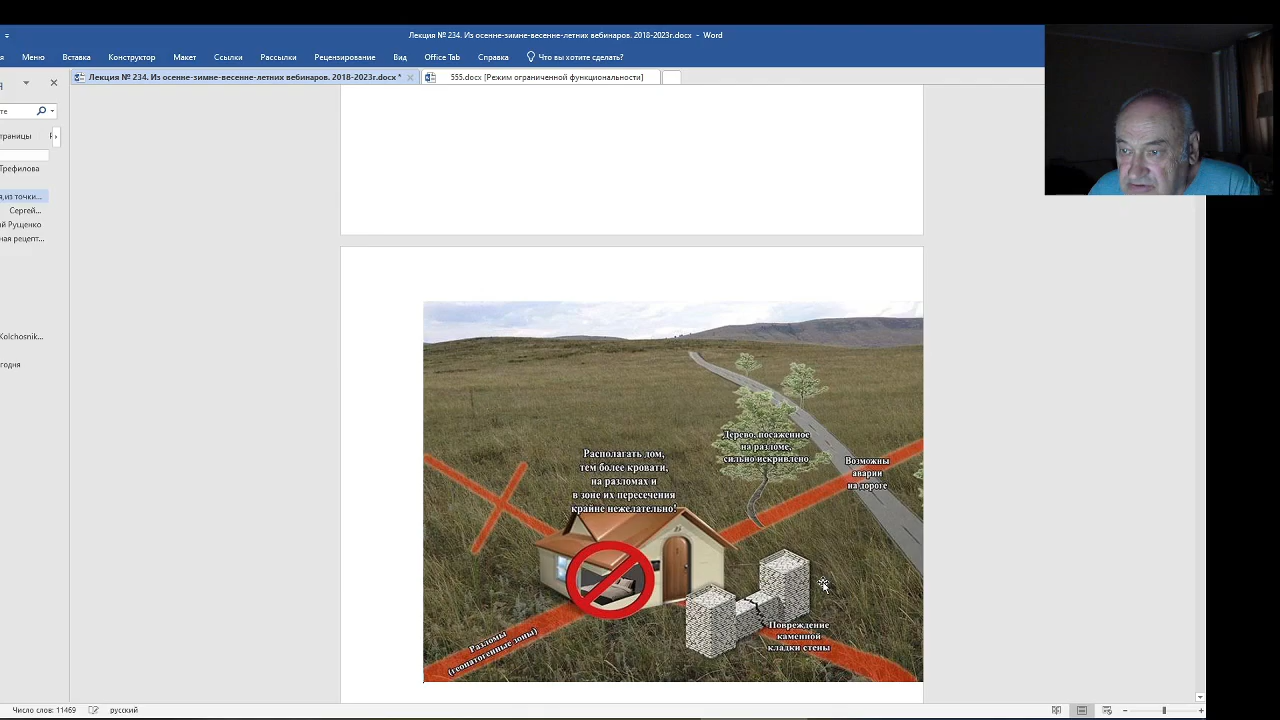 Лекция № 234. Из осенне-зимне-весенне-летних вебинаров. 2018-2023г.docx - Word
Меню Вставка Конструктор Макет Ссылки Рассылки Рецензирование Вид Office Tab Справка Что вы хотите сделать?
Лекция № 234. Из осенне-зимне-весенне-летних вебинаров. 2018-2023г.docx *
555.docx [Режим ограниченной функциональности]
Трефилова
Сергей...
Рущенко
Kolchosnik...
Дерево, посаженное
на разломе,
сильно искривлено
Возможны
аварии
на дороге
Располагать дом,
тем более кровати,
на разломах и
в зоне их пересечения
крайне нежелательно!
Повреждение
каменной
кладки стены
Разломы
(геопатогенные зоны)
Число слов: 11469 русский